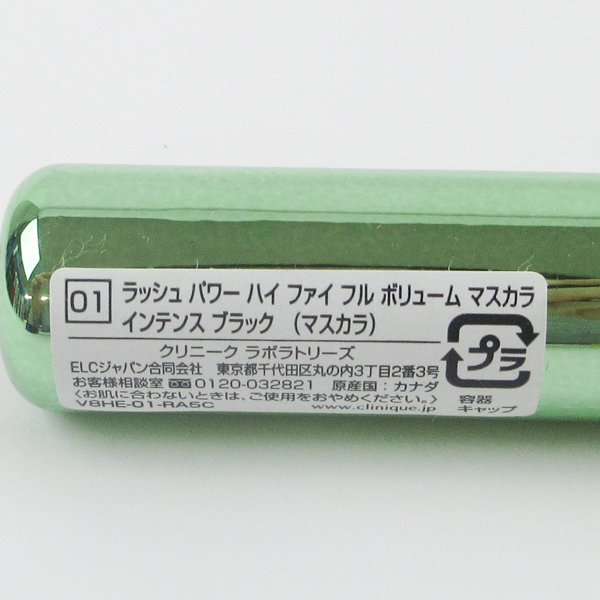 01 ラッシュ パワー ハイ ファイ フル ボリューム マスカラ
インテンス ブラック （マスカラ）
クリニーク ラボラトリーズ
ELCジャパン合同会社 東京都千代田区丸の内3丁目2番3号
お客様相談室 0120-032821 原産国：カナダ
〈お肌に合わないときは、ご使用をおやめください。〉
VBHE-01-RA5C www.clinique.jp
プラ
容器
キャップ